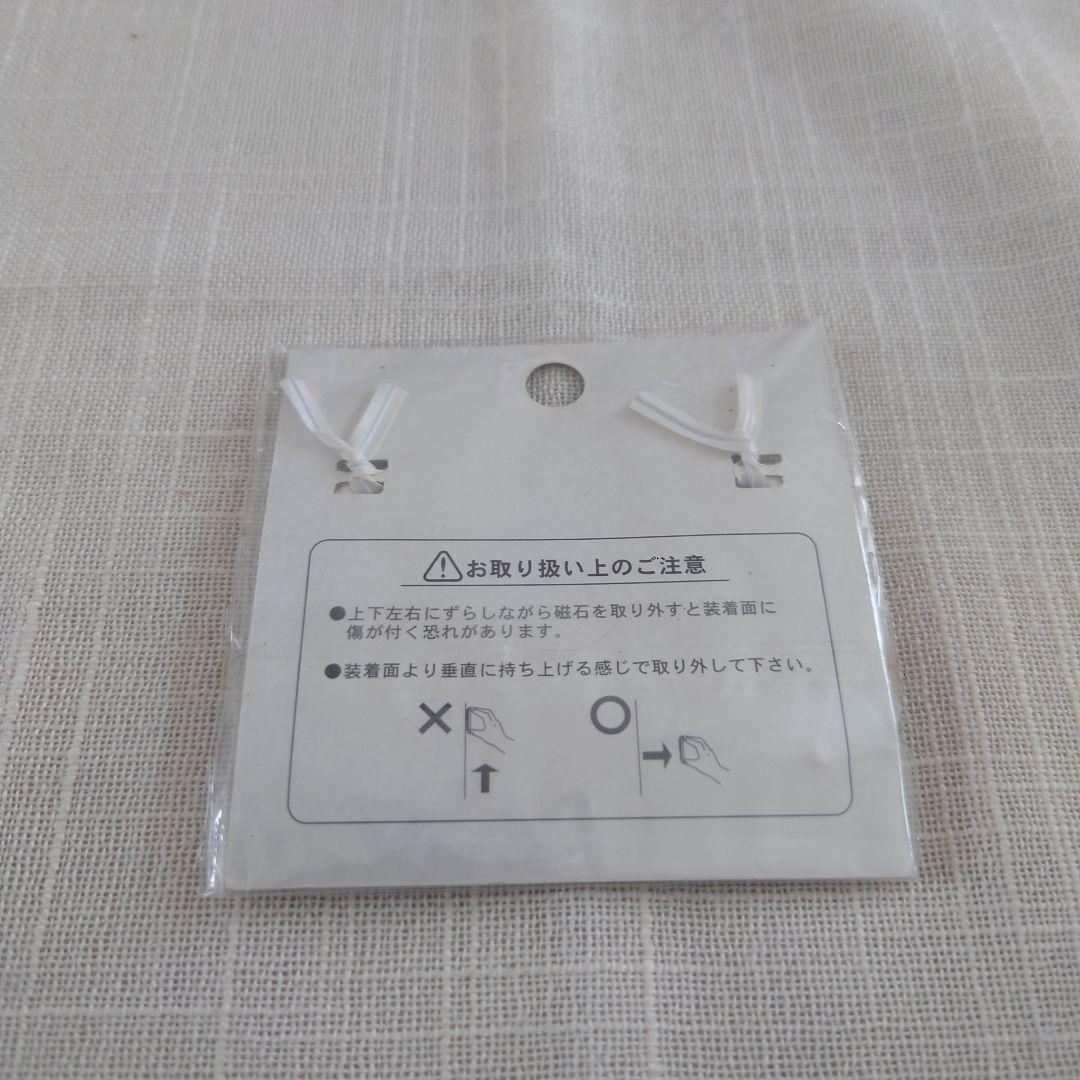 ⚠お取り扱い上のご注意
●上下左右にずらしながら磁石を取り外すと装着面に
傷が付く恐れがあります。
●装着面より垂直に持ち上げる感じで取り外して下さい。